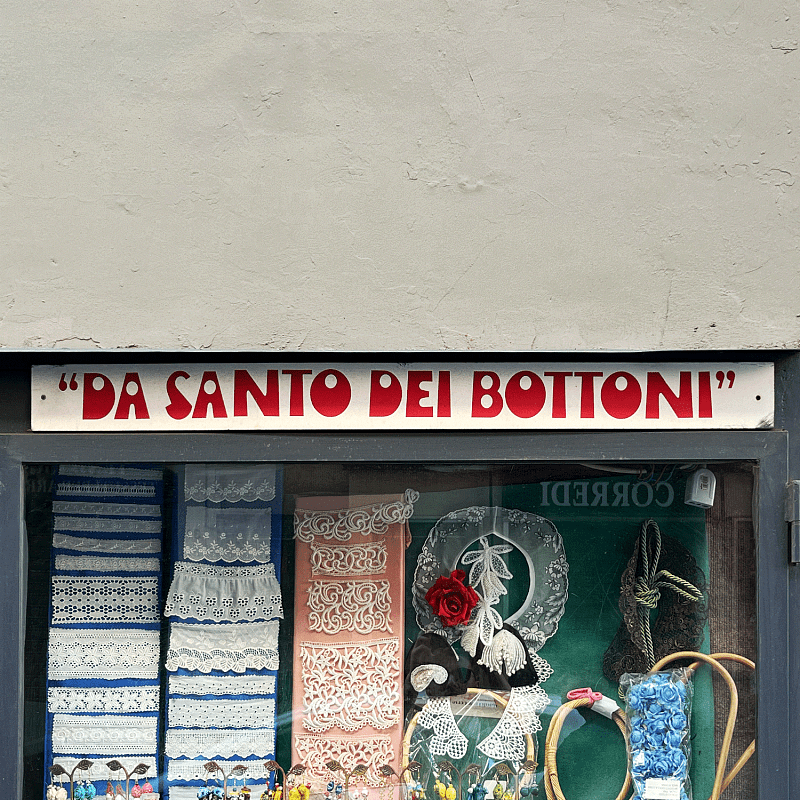 “DA SANTO DEI BOTTONI”
CORREDI